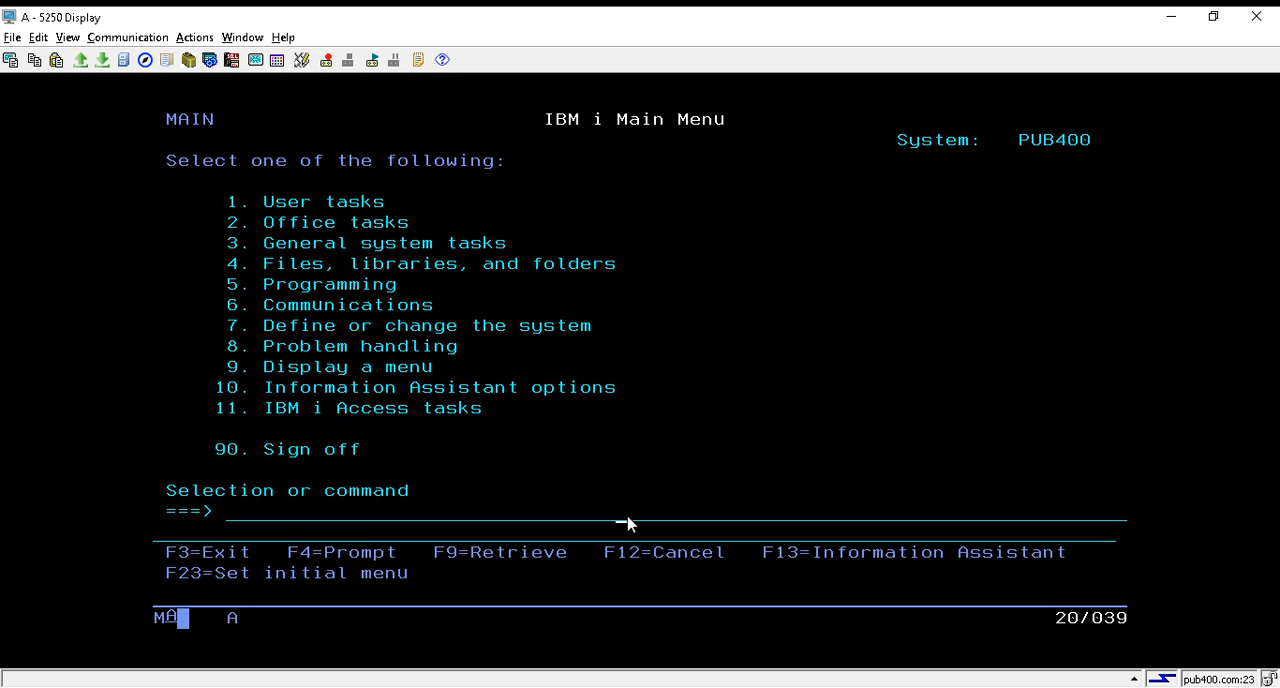 A - 5250 Display
File Edit View Communication Actions Window Help
MAIN IBM i Main Menu
System: PUB400
Select one of the following:
1. User tasks
2. Office tasks
3. General system tasks
4. Files, libraries, and folders
5. Programming
6. Communications
7. Define or change the system
8. Problem handling
9. Display a menu
10. Information Assistant options
11. IBM i Access tasks
90. Sign off
Selection or command
===>
F3=Exit F4=Prompt F9=Retrieve F12=Cancel F13=Information Assistant
F23=Set initial menu
MA A 20/039
pub400.com:23